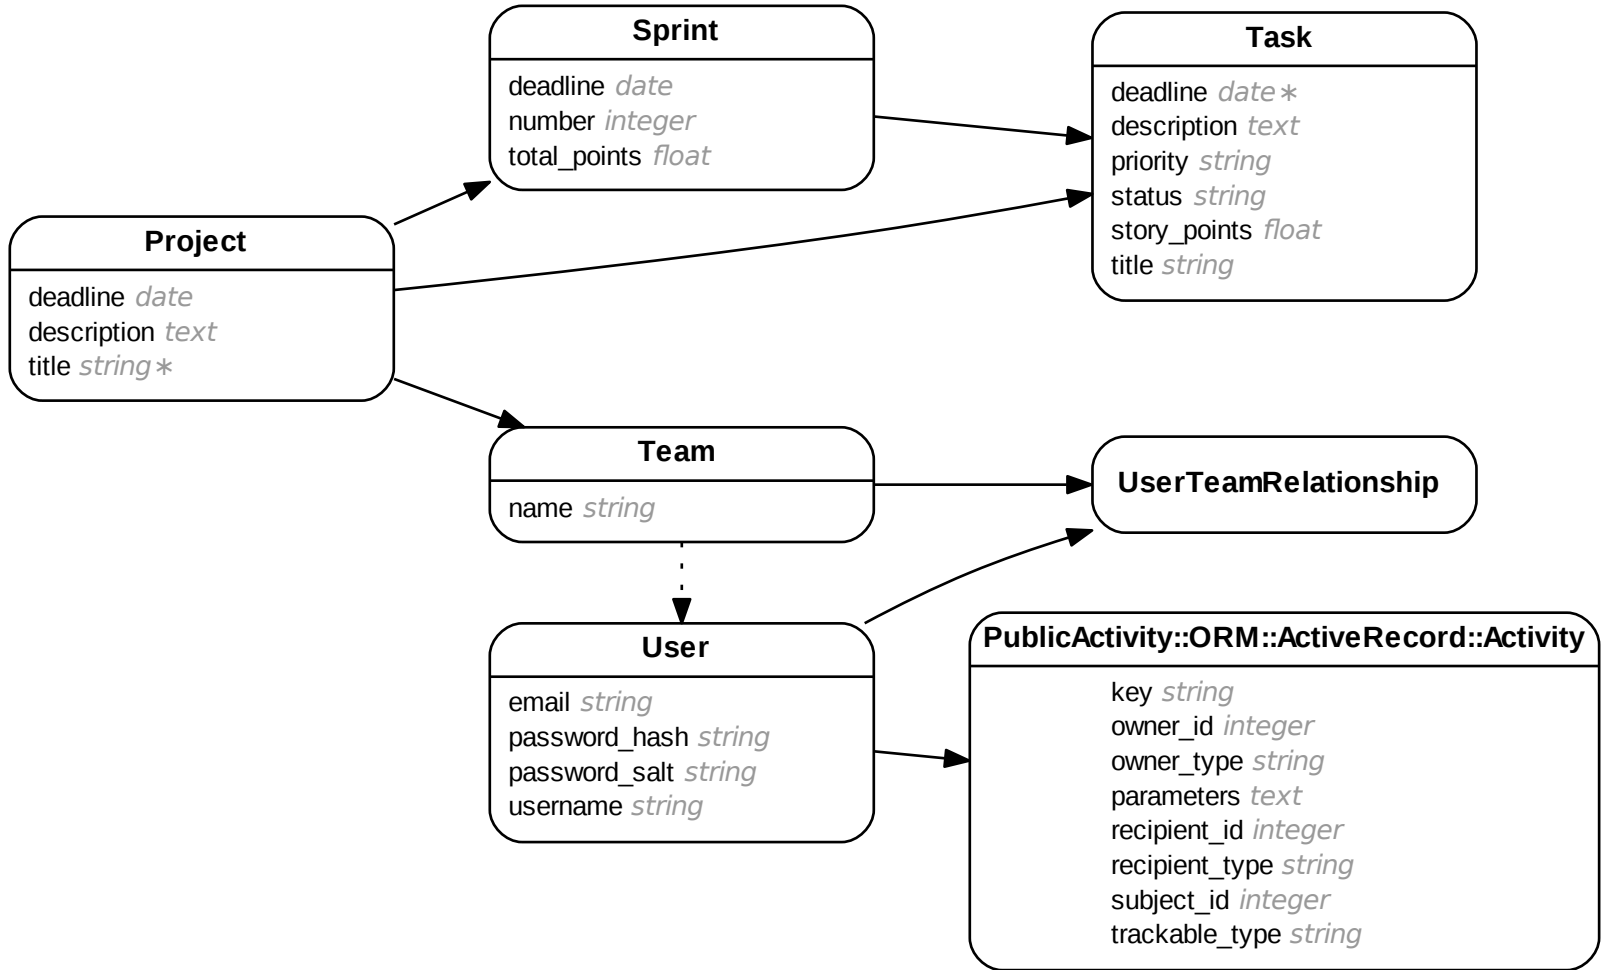 Sprint
deadline date
number integer
total_points float
Task
deadline date∗
description text
priority string
status string
story_points float
title string
Project
deadline date
description text
title string∗
Team
name string
UserTeamRelationship
User
email string
password_hash string
password_salt string
username string
PublicActivity::ORM::ActiveRecord::Activity
key string
owner_id integer
owner_type string
parameters text
recipient_id integer
recipient_type string
subject_id integer
trackable_type string